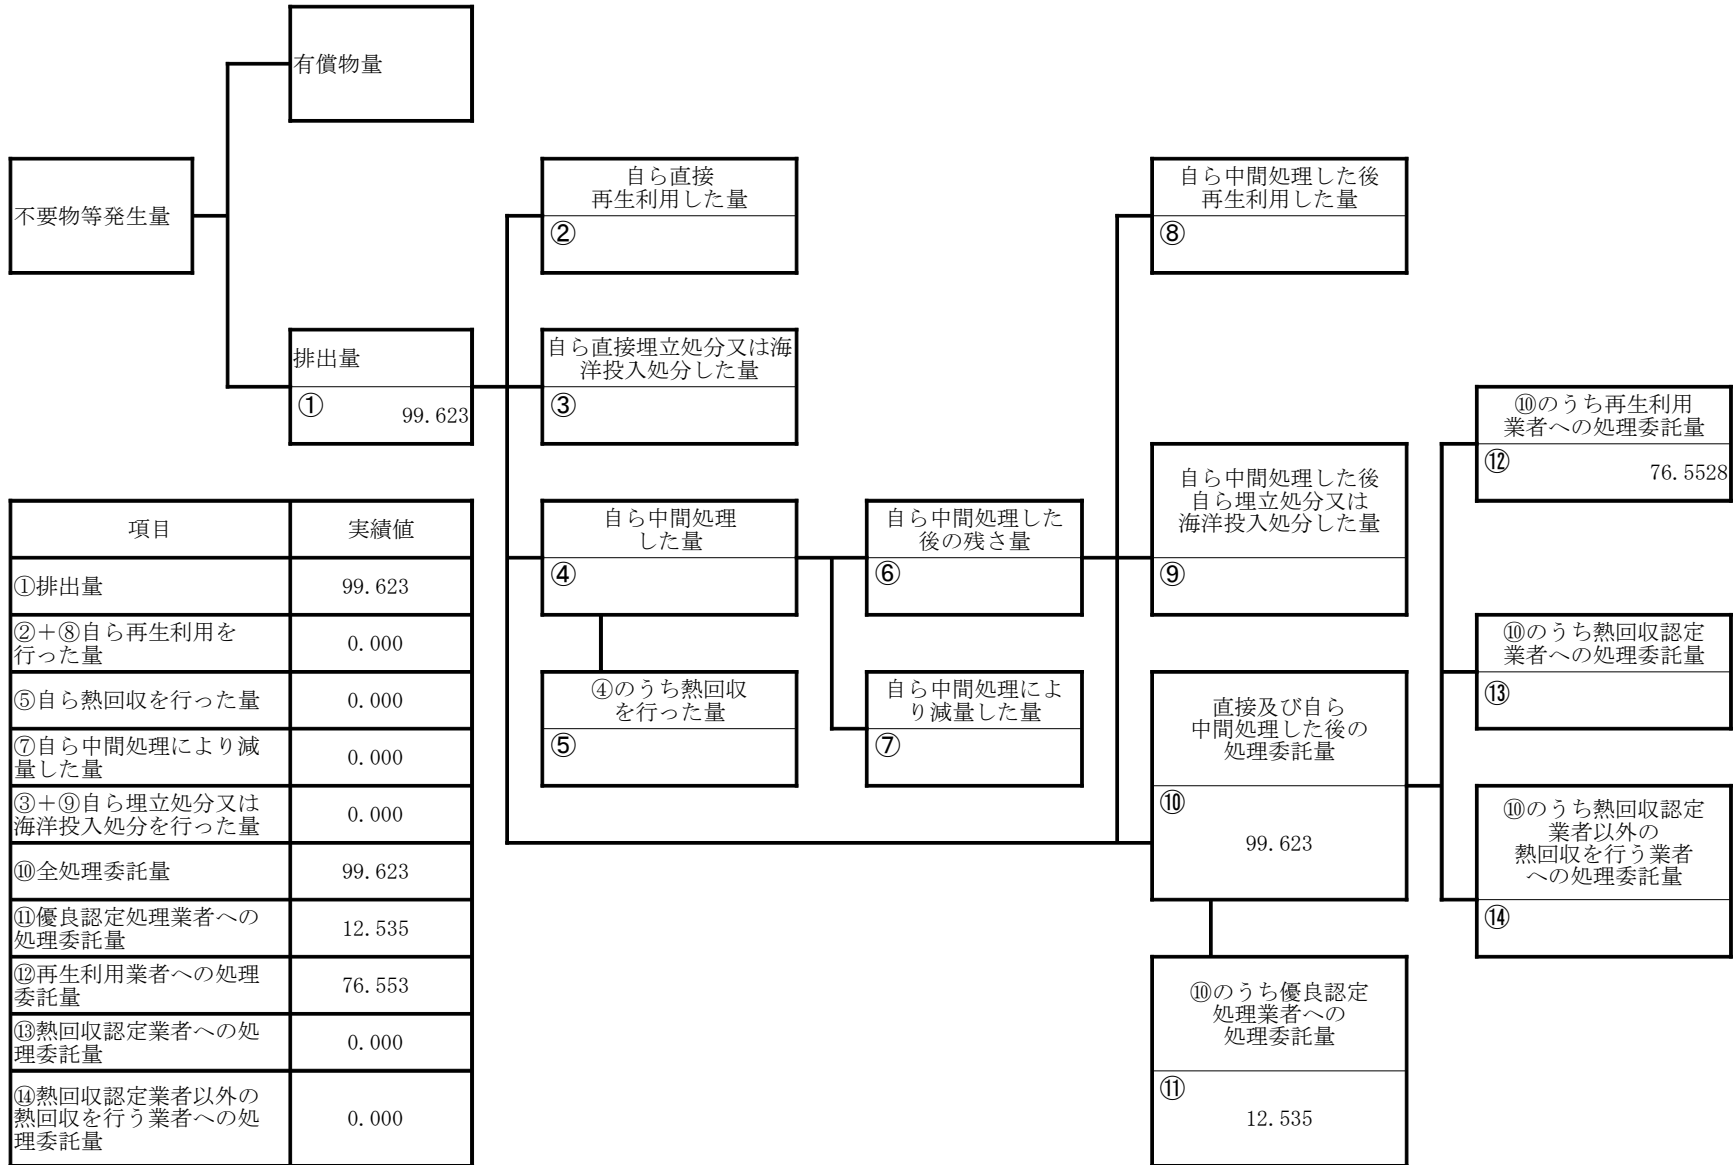 有償物量
不要物等発生量
自ら直接
再生利用した量
②
自ら中間処理した後
再生利用した量
⑧
排出量
①
99.623
自ら直接埋立処分又は海
洋投入処分した量
③
⑩のうち再生利用
業者への処理委託量
⑫
76.5528
自ら中間処理
した量
④
自ら中間処理した
後の残さ量
⑥
自ら中間処理した後
自ら埋立処分又は
海洋投入処分した量
⑨
⑩のうち熱回収認定
業者への処理委託量
⑬
④のうち熱回収
を行った量
⑤
自ら中間処理によ
り減量した量
⑦
直接及び自ら
中間処理した後の
処理委託量
⑩
99.623
⑩のうち熱回収認定
業者以外の
熱回収を行う業者
への処理委託量
⑭
⑩のうち優良認定
処理業者への
処理委託量
⑪
12.535
項目 実績値
①排出量 99.623
②+⑧自ら再生利用を
行った量 0.000
⑤自ら熱回収を行った量 0.000
⑦自ら中間処理により減
量した量 0.000
③+⑨自ら埋立処分又は
海洋投入処分を行った量 0.000
⑩全処理委託量 99.623
⑪優良認定処理業者への
処理委託量 12.535
⑫再生利用業者への処理
委託量 76.553
⑬熱回収認定業者への処
理委託量 0.000
⑭熱回収認定業者以外の
熱回収を行う業者への処
理委託量 0.000